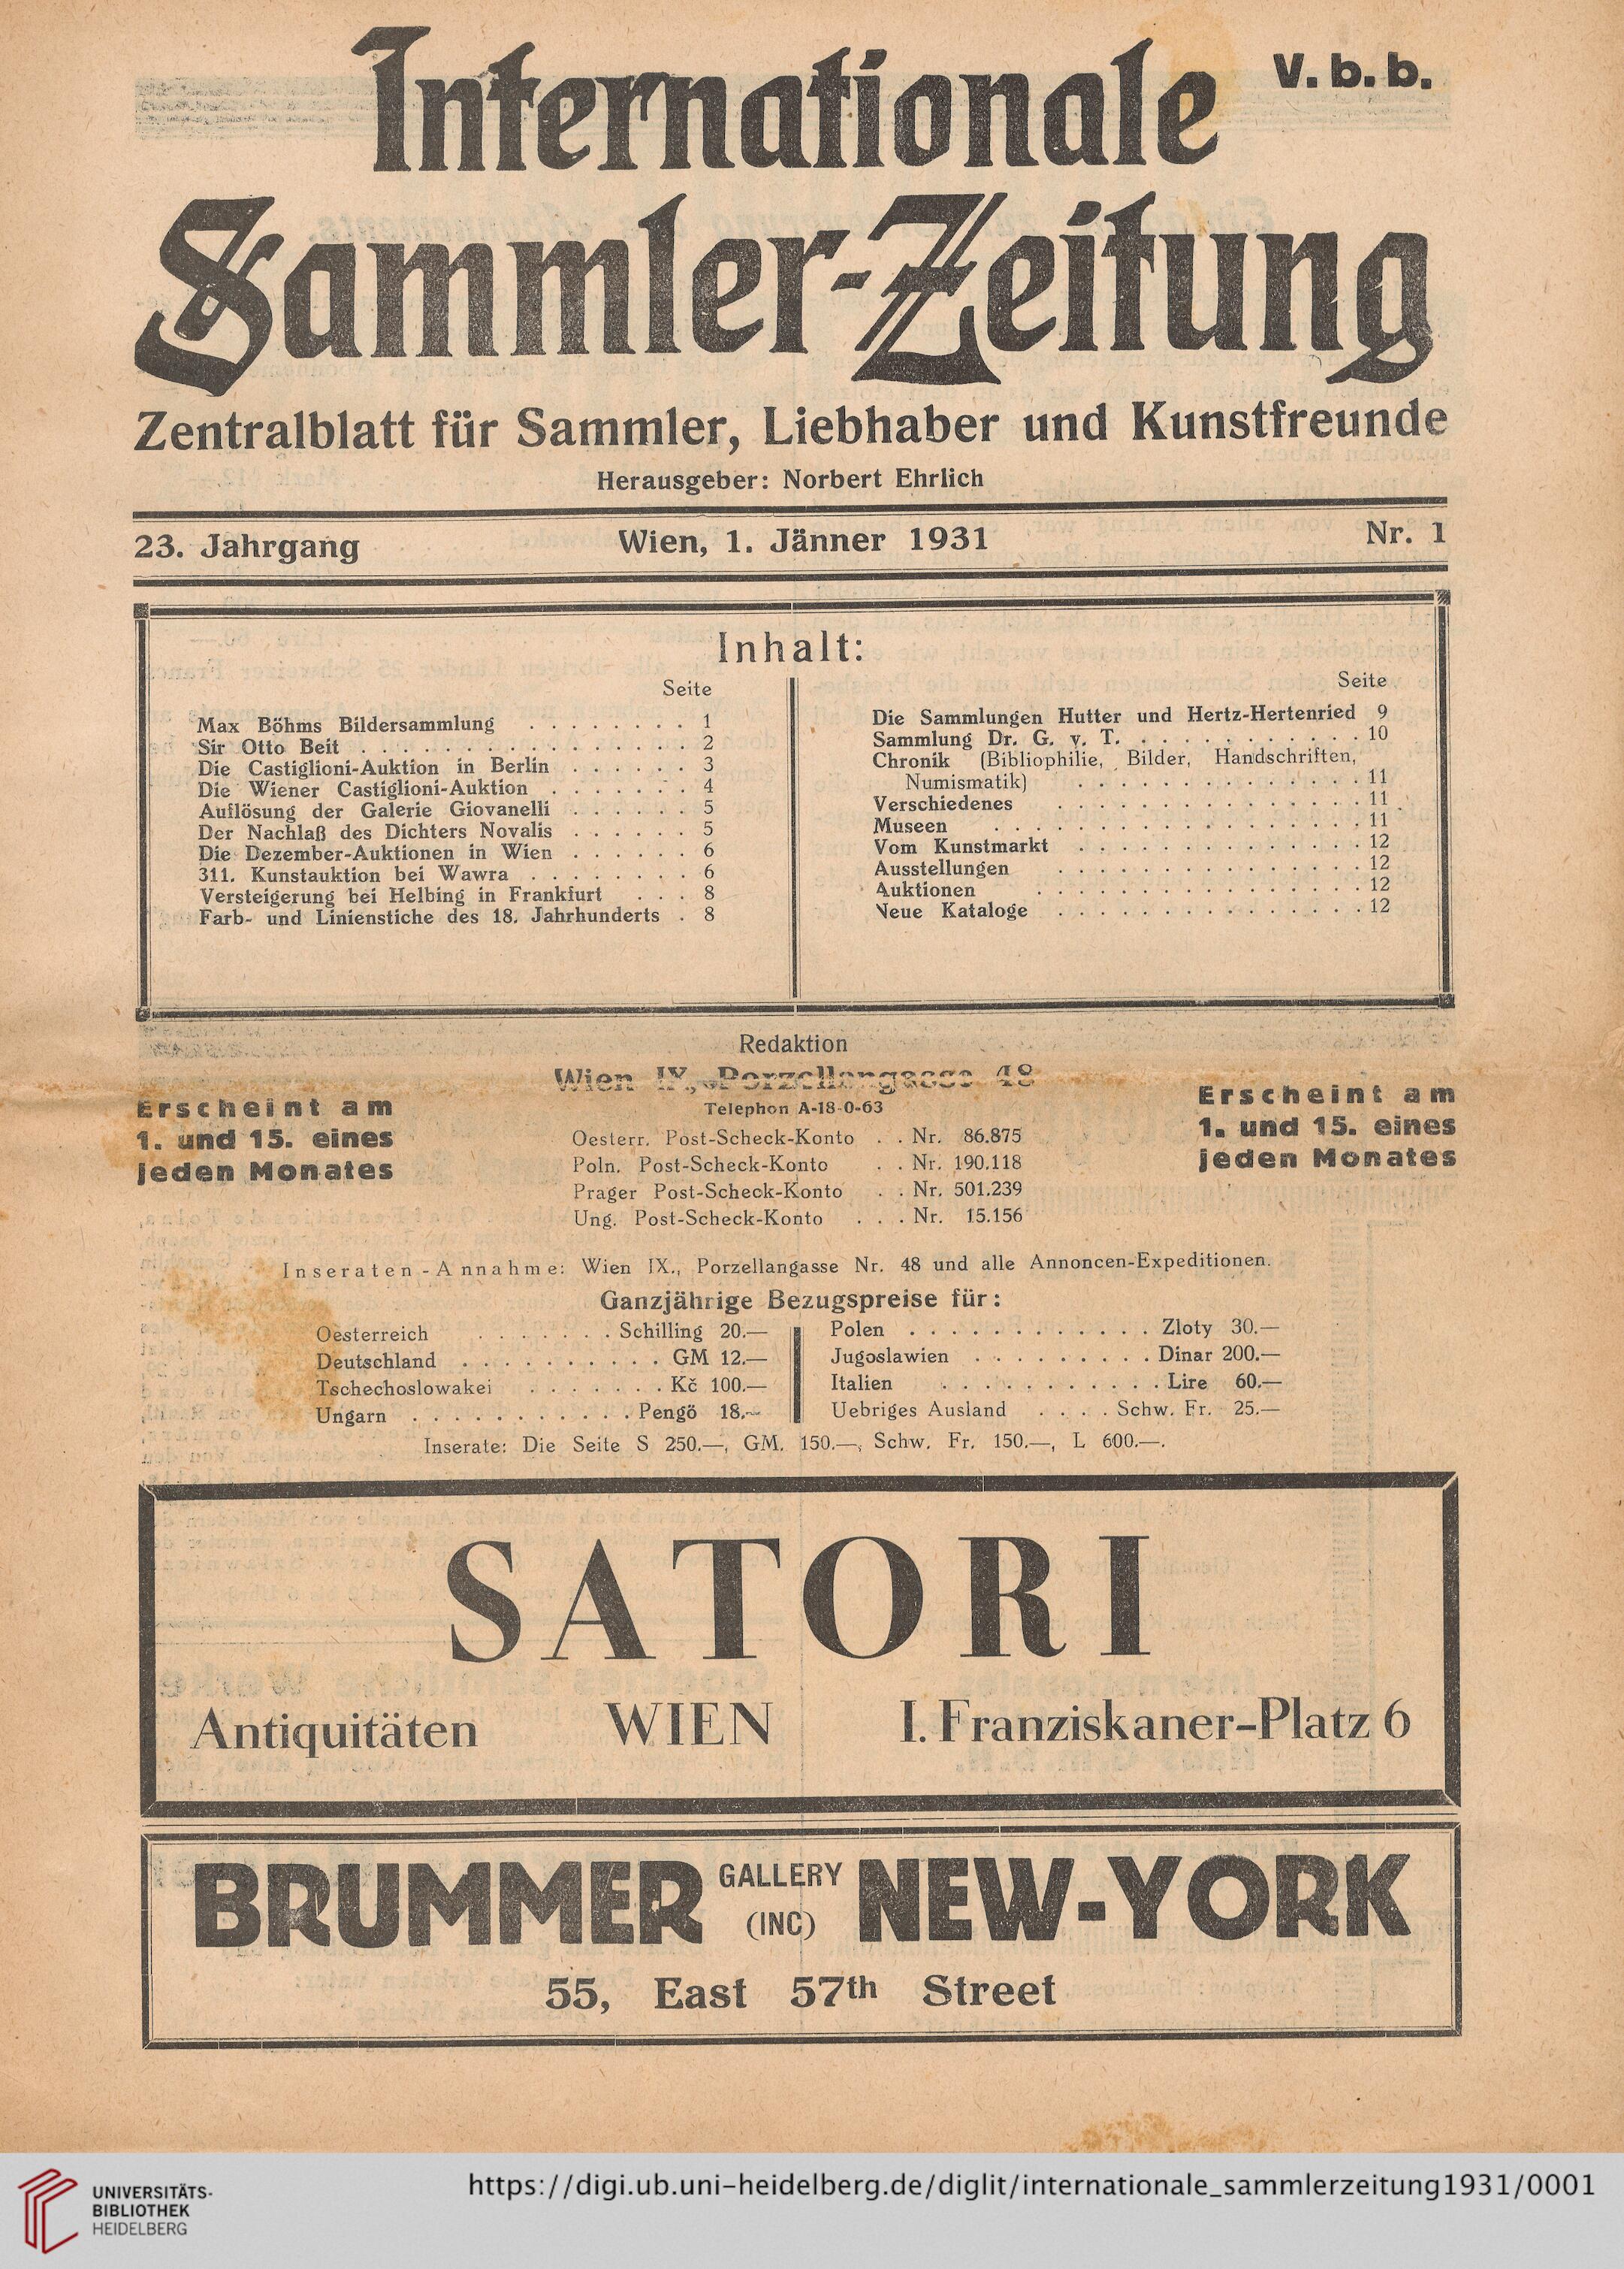 Internationale
V. b. b.
Sammler-Zeitung
Zentralblatt für Sammler, Liebhaber und Kunstfreunde
Herausgeber: Norbert Ehrlich
23. Jahrgang Wien, 1. Jänner 1931 Nr. 1
Inhalt:
Seite
Max Böhms Bildersammlung . . . . . . . . 1
Sir Otto Beit . . . . . . . . . . . . . . . . 2
Die Castiglioni-Auktion in Berlin . . . . . . 3
Die Wiener Castiglioni-Auktion . . . . . . . 4
Auflösung der Galerie Giovanelli . . . . . . 5
Der Nachlaß des Dichters Novalis . . . . . . 5
Die Dezember-Auktionen in Wien . . . . . . 6
311. Kunstauktion bei Wawra . . . . . . . . 6
Versteigerung bei Helbing in Frankfurt . . . 8
Farb- und Linienstiche des 18. Jahrhunderts . 8
Seite
Die Sammlungen Hutter und Hertz-Hertenried 9
Sammlung Dr. G. v. T. . . . . . . . . . . . 10
Chronik (Bibliophilie, Bilder, Handschriften,
Numismatik) . . . . . . . . . . . . . . 11
Verschiedenes . . . . . . . . . . . . . . . 11
Museen . . . . . . . . . . . . . . . . . . 11
Vom Kunstmarkt . . . . . . . . . . . . . . 12
Ausstellungen . . . . . . . . . . . . . . . 12
Auktionen . . . . . . . . . . . . . . . . 12
Neue Kataloge . . . . . . . . . . . . . . . 12
Redaktion
Wien IX., Porzellangasse 48
Telephon A-18-0-63
Erscheint am
1. und 15. eines
jeden Monates
Oesterr. Post-Scheck-Konto . . Nr. 86.875
Poln. Post-Scheck-Konto . . Nr. 190.118
Prager Post-Scheck-Konto . . Nr. 501.239
Ung. Post-Scheck-Konto . . . Nr. 15.156
Erscheint am
1. und 15. eines
jeden Monates
Inseraten-Annahme: Wien IX., Porzellangasse Nr. 48 und alle Annoncen-Expeditionen.
Ganzjährige Bezugspreise für:
Oesterreich . . . . . . . Schilling 20.—
Deutschland . . . . . . . . . . GM 12.—
Tschechoslowakei . . . . . . . Kč 100.—
Ungarn . . . . . . . . . . . Pengö 18.—
Polen . . . . . . . . . . . . Zloty 30.—
Jugoslawien . . . . . . . . . Dinar 200.—
Italien . . . . . . . . . . . Lire 60.—
Uebriges Ausland . . . . Schw. Fr. 25.—
Inserate: Die Seite S 250.—, GM. 150.—, Schw. Fr. 150.—, L 600.—.
SATORI
Antiquitäten WIEN I. Franziskaner-Platz 6
BRUMMER GALLERY (INC) NEW-YORK
55, East 57th Street
UNIVERSITÄTS-
BIBLIOTHEK
HEIDELBERG
https://digi.ub.uni-heidelberg.de/diglit/internationale_sammlerzeitung1931/0001